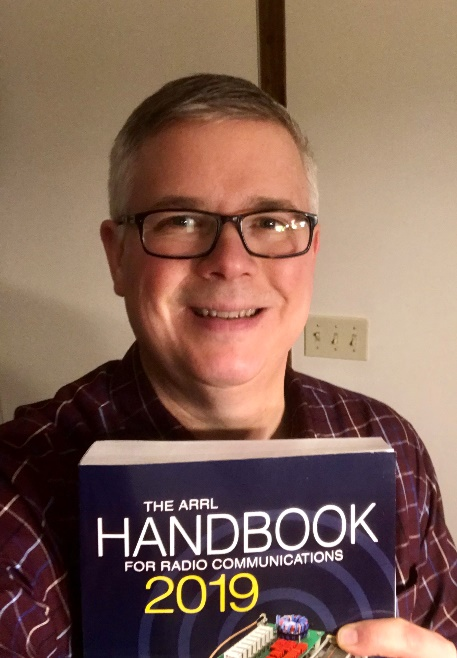 THE ARRL
HANDBOOK
FOR RADIO COMMUNICATIONS
2019